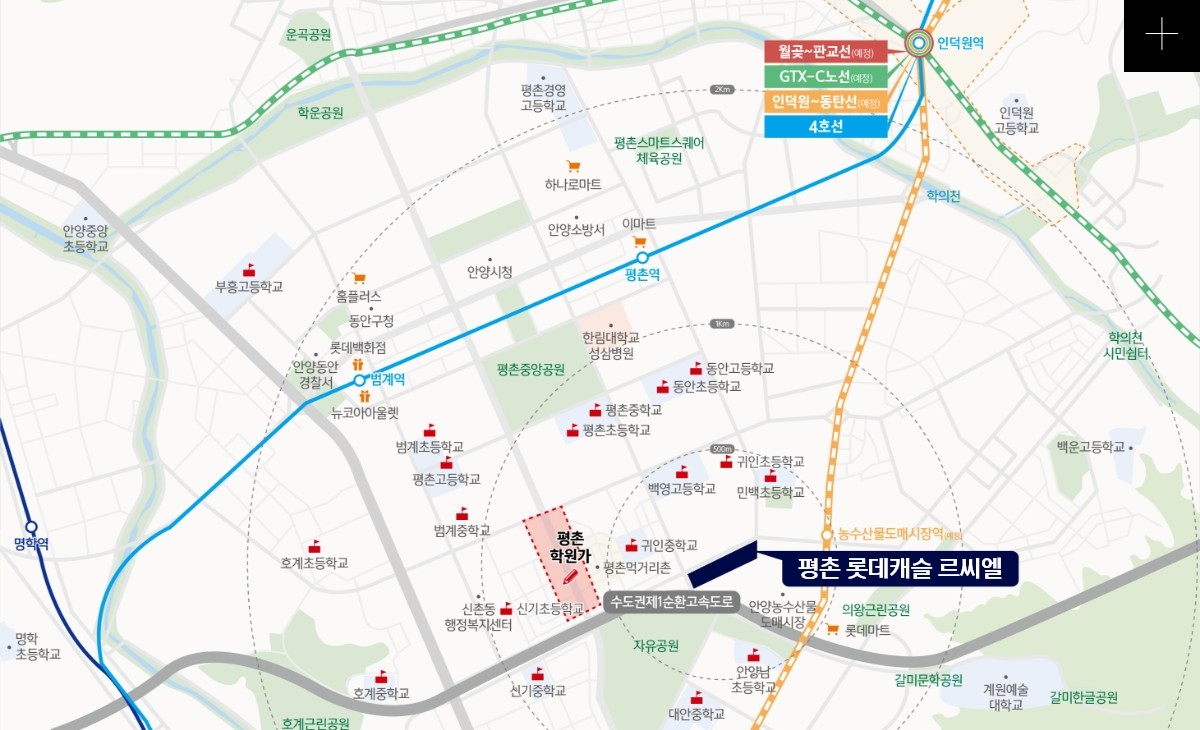 운곡공원
월곶~판교선(예정)
인덕원역
GTX-C노선(예정)
인덕원~동탄선(예정)
4호선
평촌경영
고등학교
2Km
학운공원
인덕원
고등학교
평촌스마트스퀘어
체육공원
하나로마트
학의천
안양중앙
초등학교
안양소방서
이마트
안양시청
평촌역
부흥고등학교
홈플러스
동안구청
1Km
롯데백화점
한림대학교
성심병원
학의천
시민쉼터
안양동안
경찰서
범계역
평촌중앙공원
동안고등학교
동안초등학교
뉴코아아울렛
평촌중학교
평촌초등학교
범계초등학교
500m
백운고등학교
귀인초등학교
평촌고등학교
백영고등학교
민백초등학교
범계중학교
명학역
평촌
학원가
귀인중학교
농수산물도매시장역(예정)
호계초등학교
평촌먹거리촌
평촌 롯데캐슬 르씨엘
수도권제1순환고속도로
신촌동
행정복지센터
신기초등학교
안양농수산물
도매시장
의왕근린공원
롯데마트
명학
초등학교
자유공원
안양남
초등학교
갈미문화공원
호계중학교
신기중학교
계원예술
대학교
갈미한글공원
대안중학교
호계근린공원